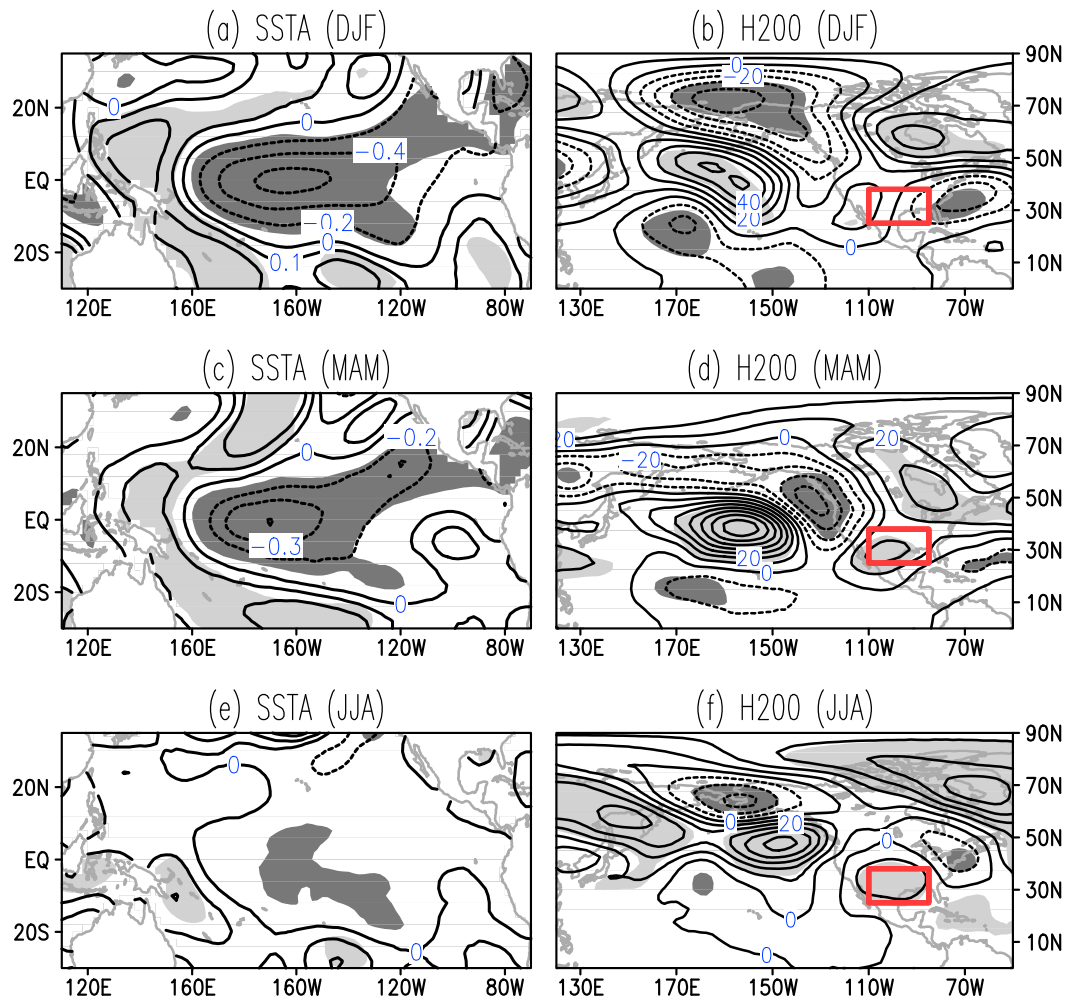 (a) SSTA (DJF)
(b) H200 (DJF)
0
−0.4
−0.2
0
0.1
0
20N
EQ
20S
120E 160E 160W 120W 80W
0
−20
40
20
0
90N
70N
50N
30N
10N
130E 170E 150W 110W 70W
(c) SSTA (MAM)
(d) H200 (MAM)
−0.2
0
−0.3
0
20N
EQ
20S
120E 160E 160W 120W 80W
20
−20
0
20
20
0
90N
70N
50N
30N
10N
130E 170E 150W 110W 70W
(e) SSTA (JJA)
(f) H200 (JJA)
0
0
20N
EQ
20S
120E 160E 160W 120W 80W
0
20
0
0
0
90N
70N
50N
30N
10N
130E 170E 150W 110W 70W